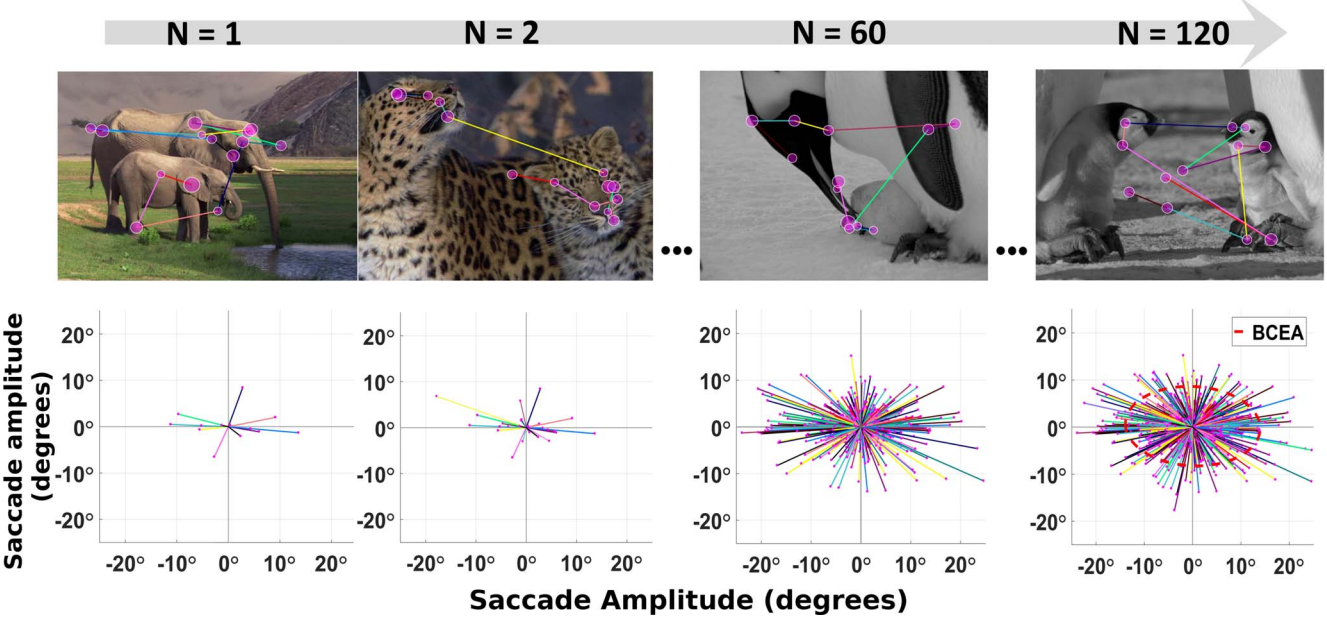 N = 1 N = 2 N = 60 N = 120
••• •••
Saccade amplitude
(degrees)
20° 20° 20° 20°
BCEA
10° 10° 10° 10°
0° 0° 0° 0°
-10° -10° -10° -10°
-20° -20° -20° -20°
-20° -10° 0° 10° 20° -20° -10° 0° 10° 20° -20° -10° 0° 10° 20° -20° -10° 0° 10° 20°
Saccade Amplitude (degrees)